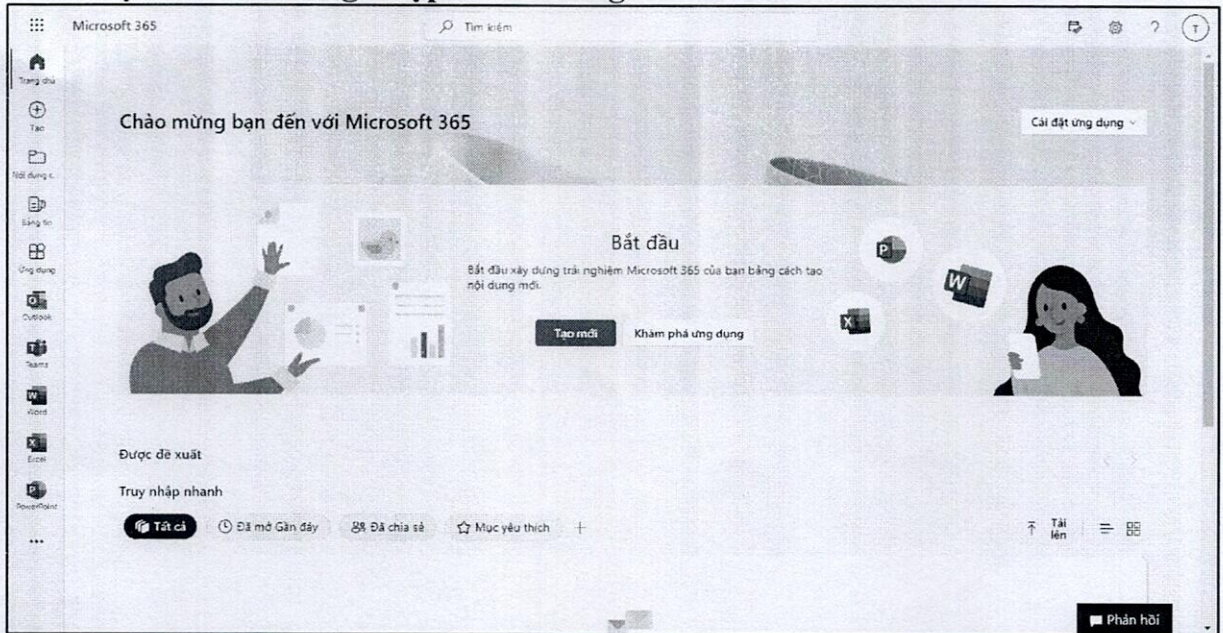 Microsoft 365
Tìm kiếm
T
Trang chủ
Tạo
Nội dung c...
Bảng tin
Ứng dụng
Outlook
Teams
Word
Excel
PowerPoint
Chào mừng bạn đến với Microsoft 365
Cài đặt ứng dụng
Bắt đầu
Bắt đầu xây dựng trải nghiệm Microsoft 365 của bạn bằng cách tạo
nội dung mới.
Tạo mới
Khám phá ứng dụng
Được đề xuất
Truy nhập nhanh
Tất cả
Đã mở Gần đây
Đã chia sẻ
Mục yêu thích
Tải
lên
Phản hồi